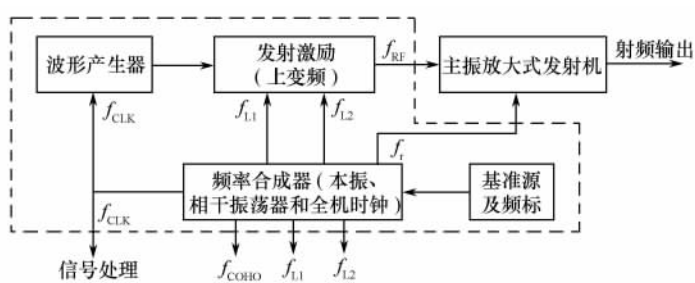 波形产生器
发射激励
(上变频)
f_RF
主振放大式发射机
射频输出
f_CLK
f_L1
f_L2
f_r
频率合成器(本振、
相干振荡器和全机时钟)
基准源
及频标
f_CLK
信号处理
f_COHO
f_L1
f_L2